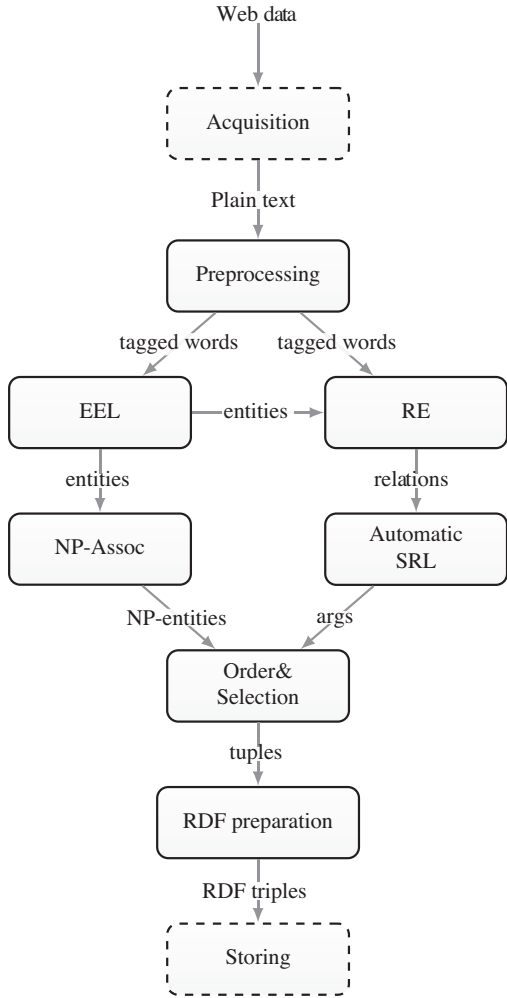 Web data
Acquisition
Plain text
Preprocessing
tagged words
tagged words
EEL
entities
RE
entities
relations
NP-Assoc
Automatic
SRL
NP-entities
args
Order&
Selection
tuples
RDF preparation
RDF triples
Storing